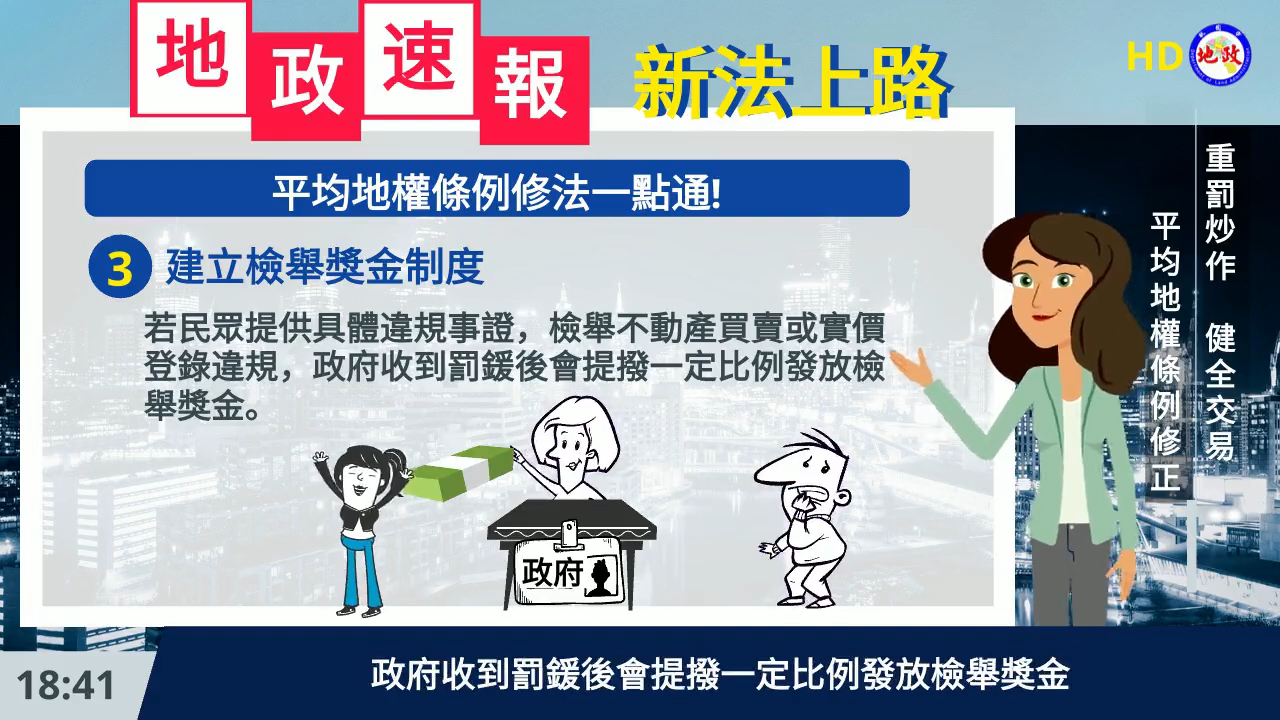 地政速報
新法上路
HD
地政
平均地權條例修法一點通!
3 建立檢舉獎金制度
若民眾提供具體違規事證，檢舉不動產買賣或實價
登錄違規，政府收到罰鍰後會提撥一定比例發放檢
舉獎金。
政府
重罰炒作 健全交易
平均地權條例修正
18:41
政府收到罰鍰後會提撥一定比例發放檢舉獎金